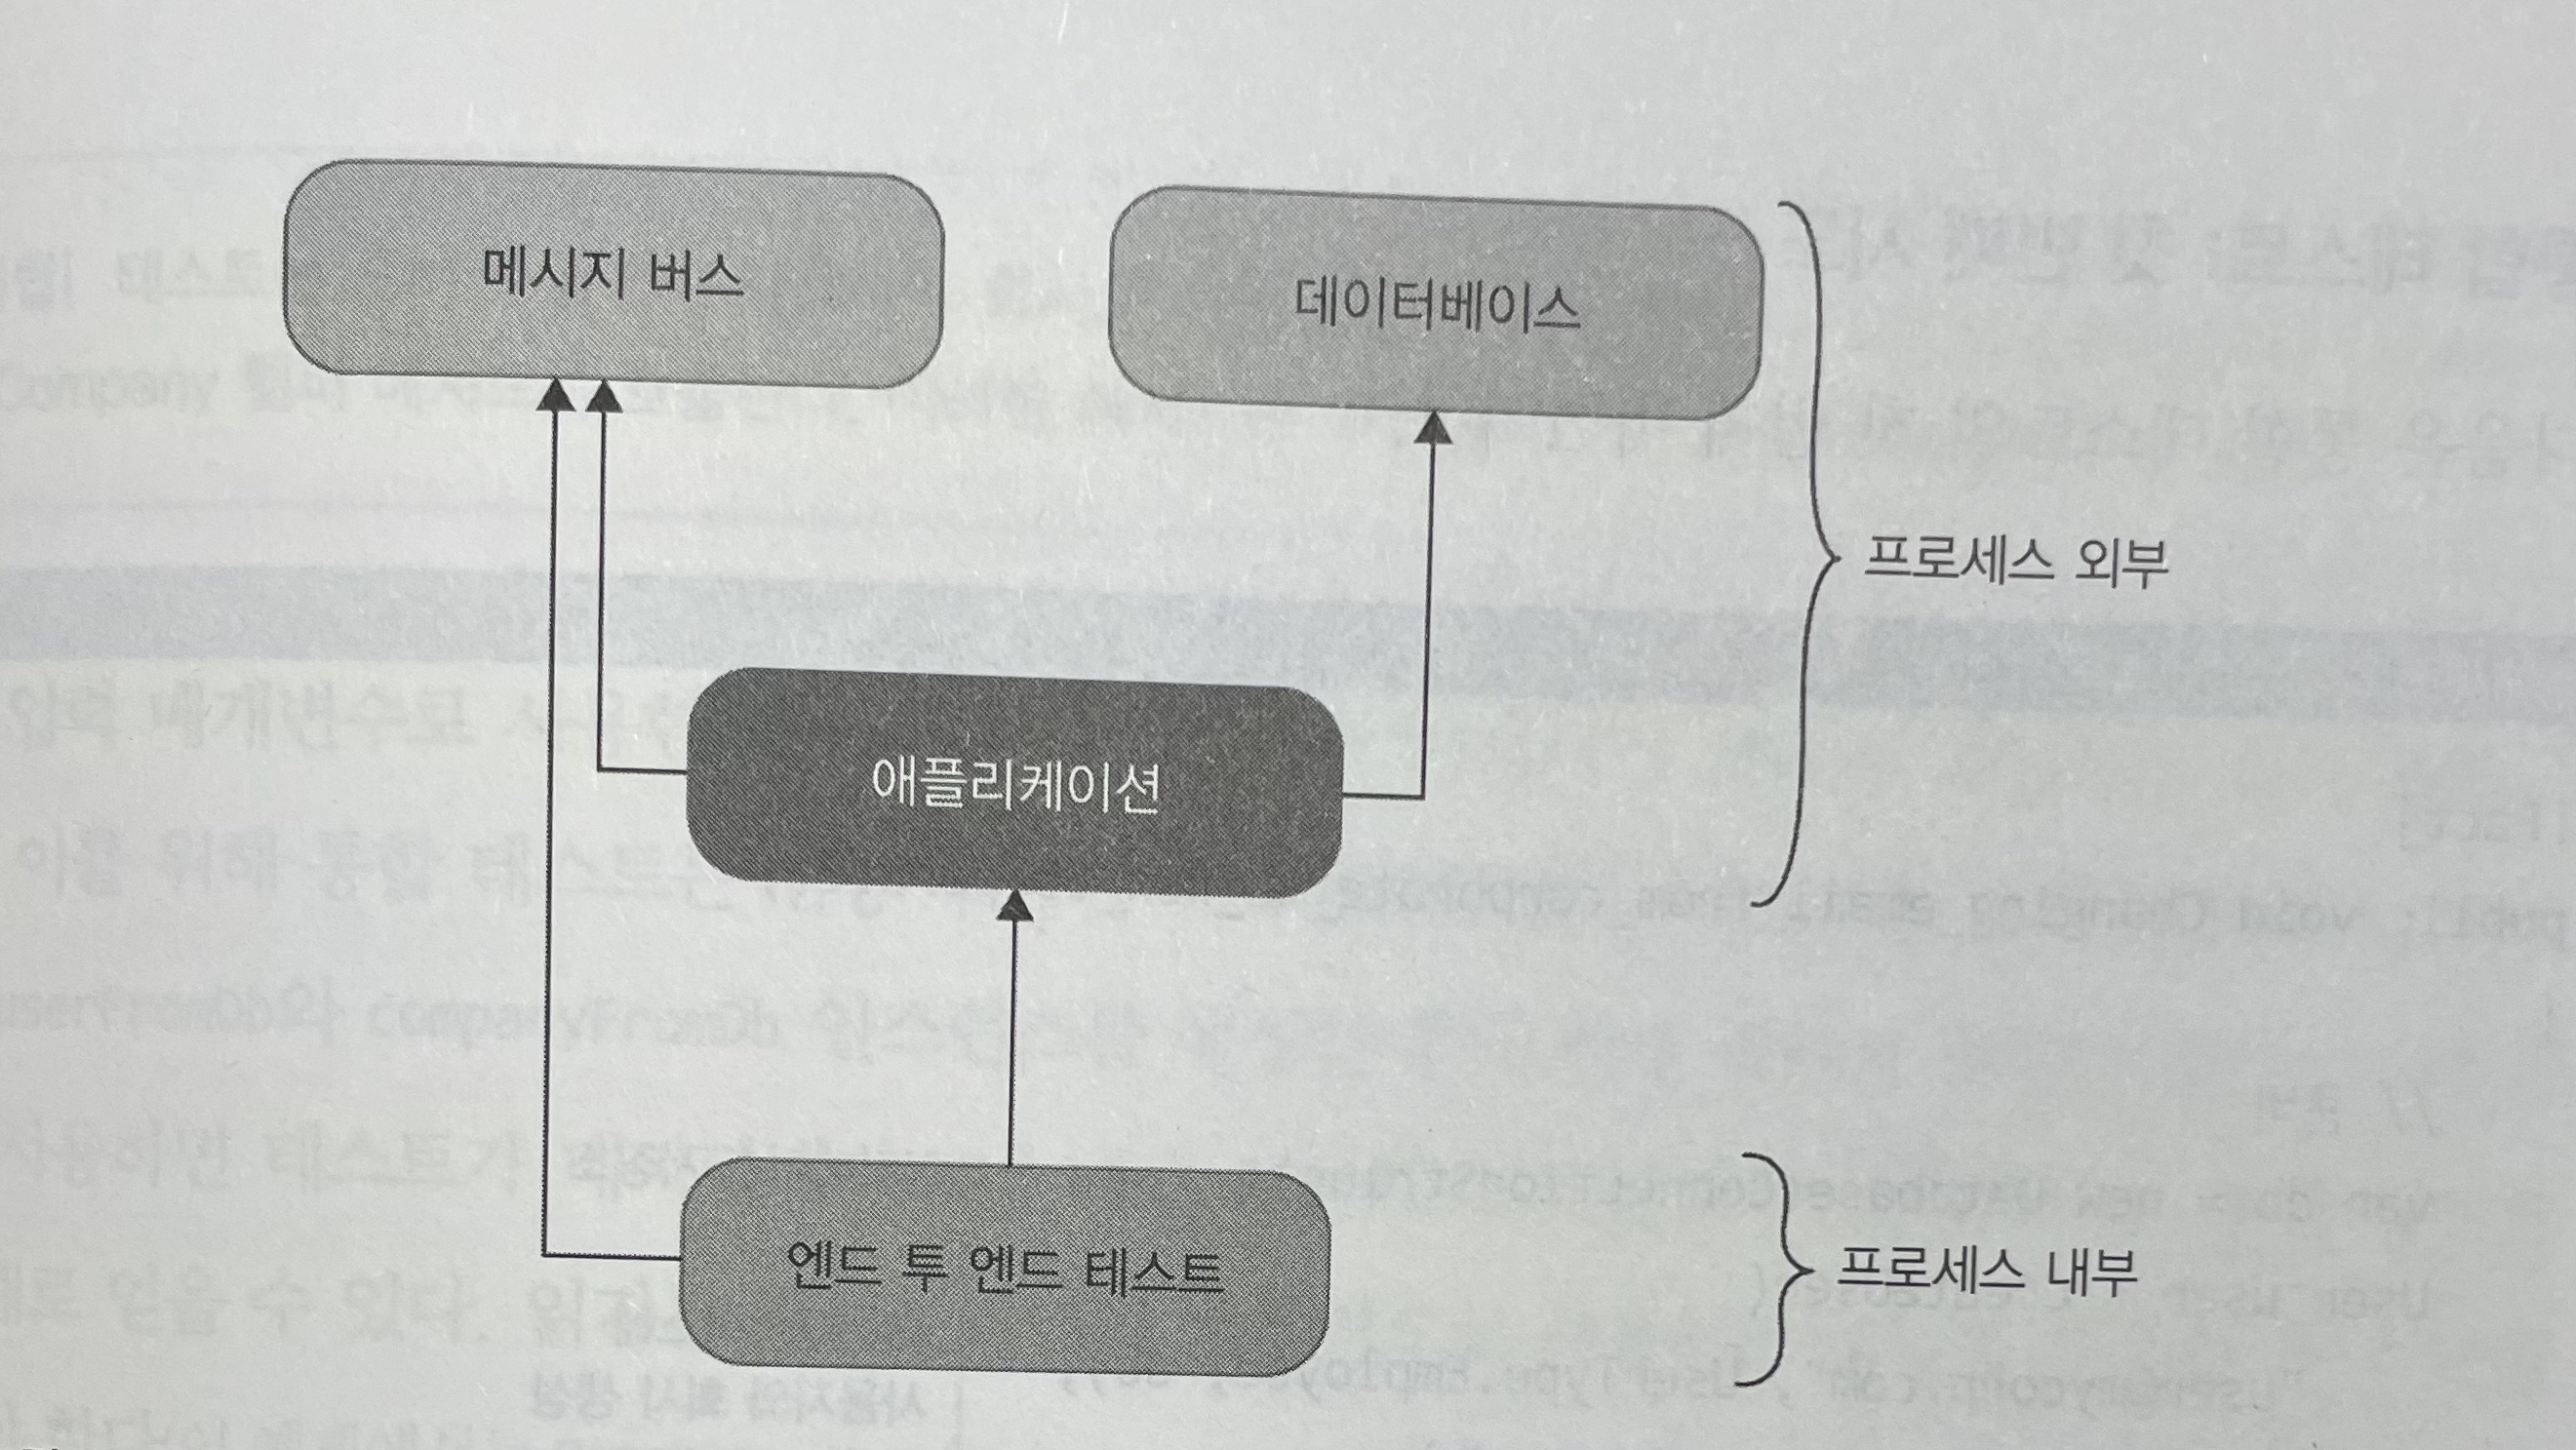 메시지 버스
데이터베이스
프로세스 외부
애플리케이션
엔드 투 엔드 테스트
프로세스 내부